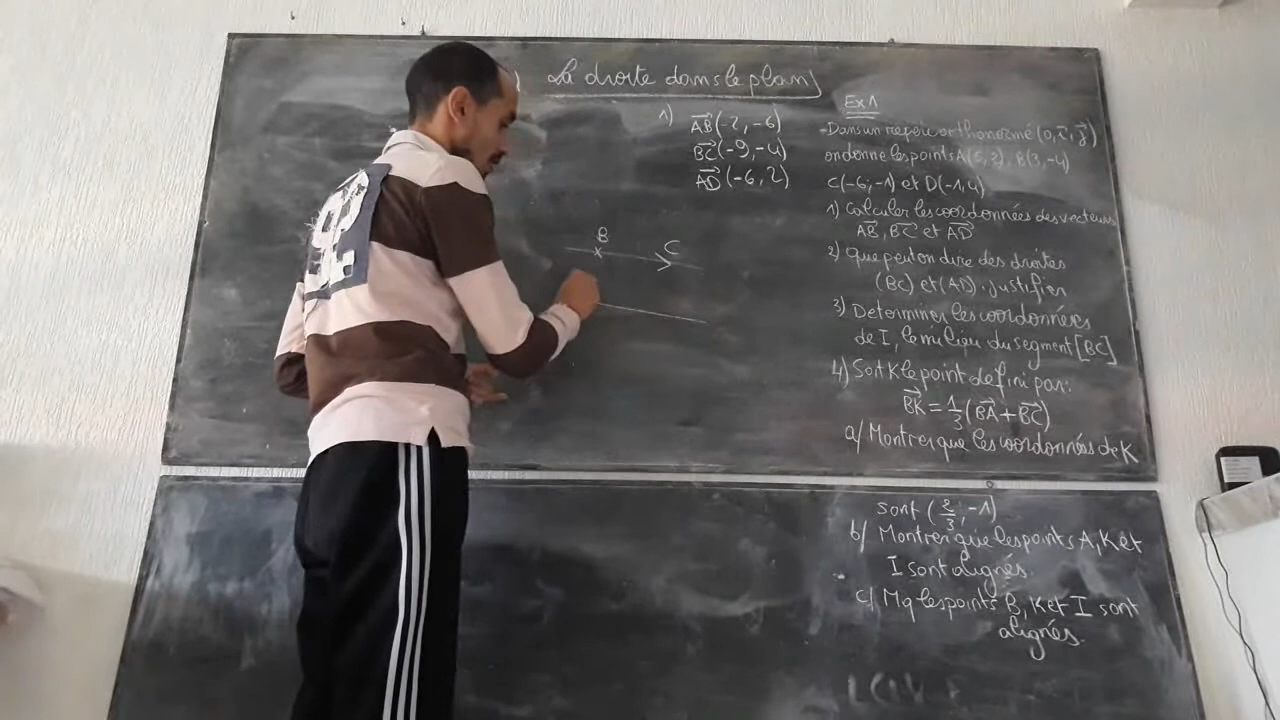 La droite dans le plan
1) AB(-2, -6)
BC(-9, -4)
AD(-6, 2)
B
C
Ex 1
-Dans un repère orthonormé (O, i, j)
on donne les points A(5, 2), B(3, -4)
C(-6, -1) et D(-1, 4)
1) Calculer les coordonnées des vecteurs
AB, BC et AD
2) Que peut on dire des droites
(BC) et (AD). justifier
3) Determiner les coordonnées
de I, le milieu du segment [BC]
4) Soit K le point defini par:
BK = 1/3 (BA + BC)
a/ Montrer que les coordonnées de K
sont (2/3; -1)
b/ Montrer que les points A, K et
I sont alignés.
c/ Mq les points B, K et I sont
alignés.